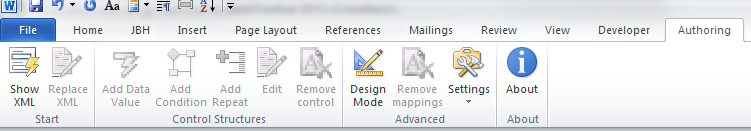 File Home JBH Insert Page Layout References Mailings Review View Developer Authoring
Show XML
Replace XML
Add Data Value
Add Condition
Add Repeat
Edit
Remove control
Design Mode
Remove mappings
Settings
About
Start Control Structures Advanced About